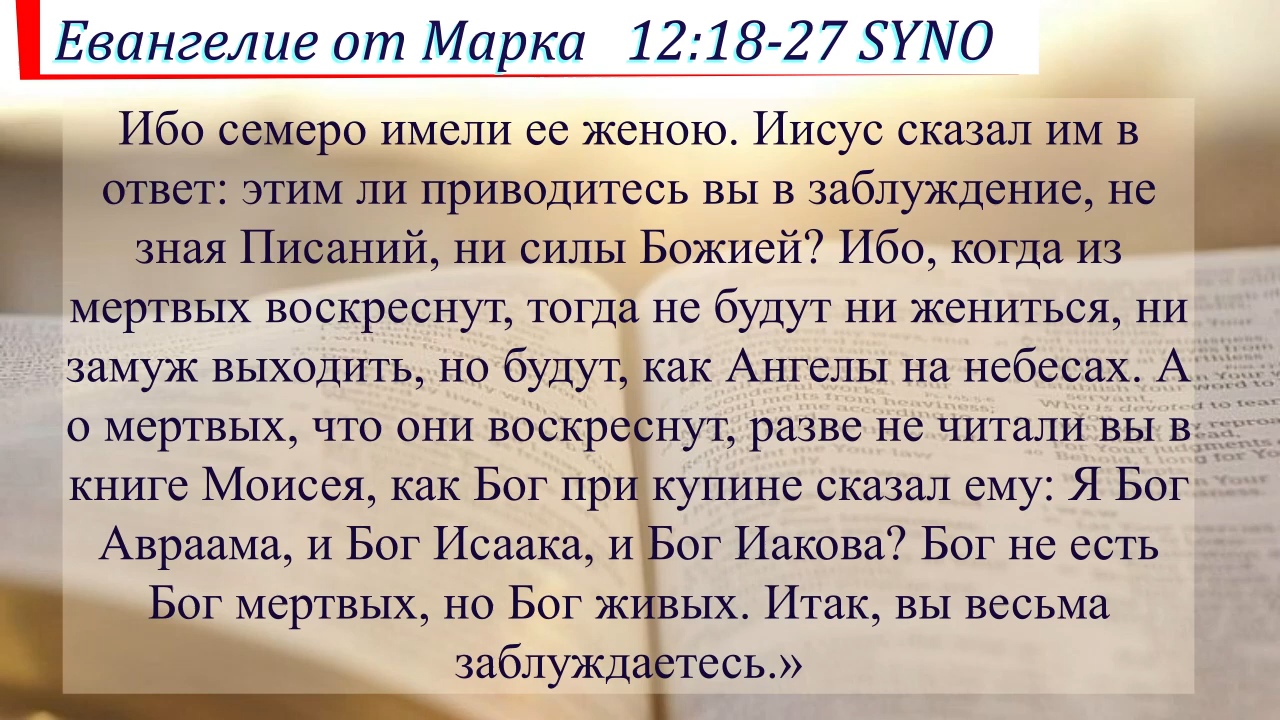 Евангелие от Марка 12:18-27 SYNO
Ибо семеро имели ее женою. Иисус сказал им в
ответ: этим ли приводитесь вы в заблуждение, не
зная Писаний, ни силы Божией? Ибо, когда из
мертвых воскреснут, тогда не будут ни жениться, ни
замуж выходить, но будут, как Ангелы на небесах. А
о мертвых, что они воскреснут, разве не читали вы в
книге Моисея, как Бог при купине сказал ему: Я Бог
Авраама, и Бог Исаака, и Бог Иакова? Бог не есть
Бог мертвых, но Бог живых. Итак, вы весьма
заблуждаетесь.»